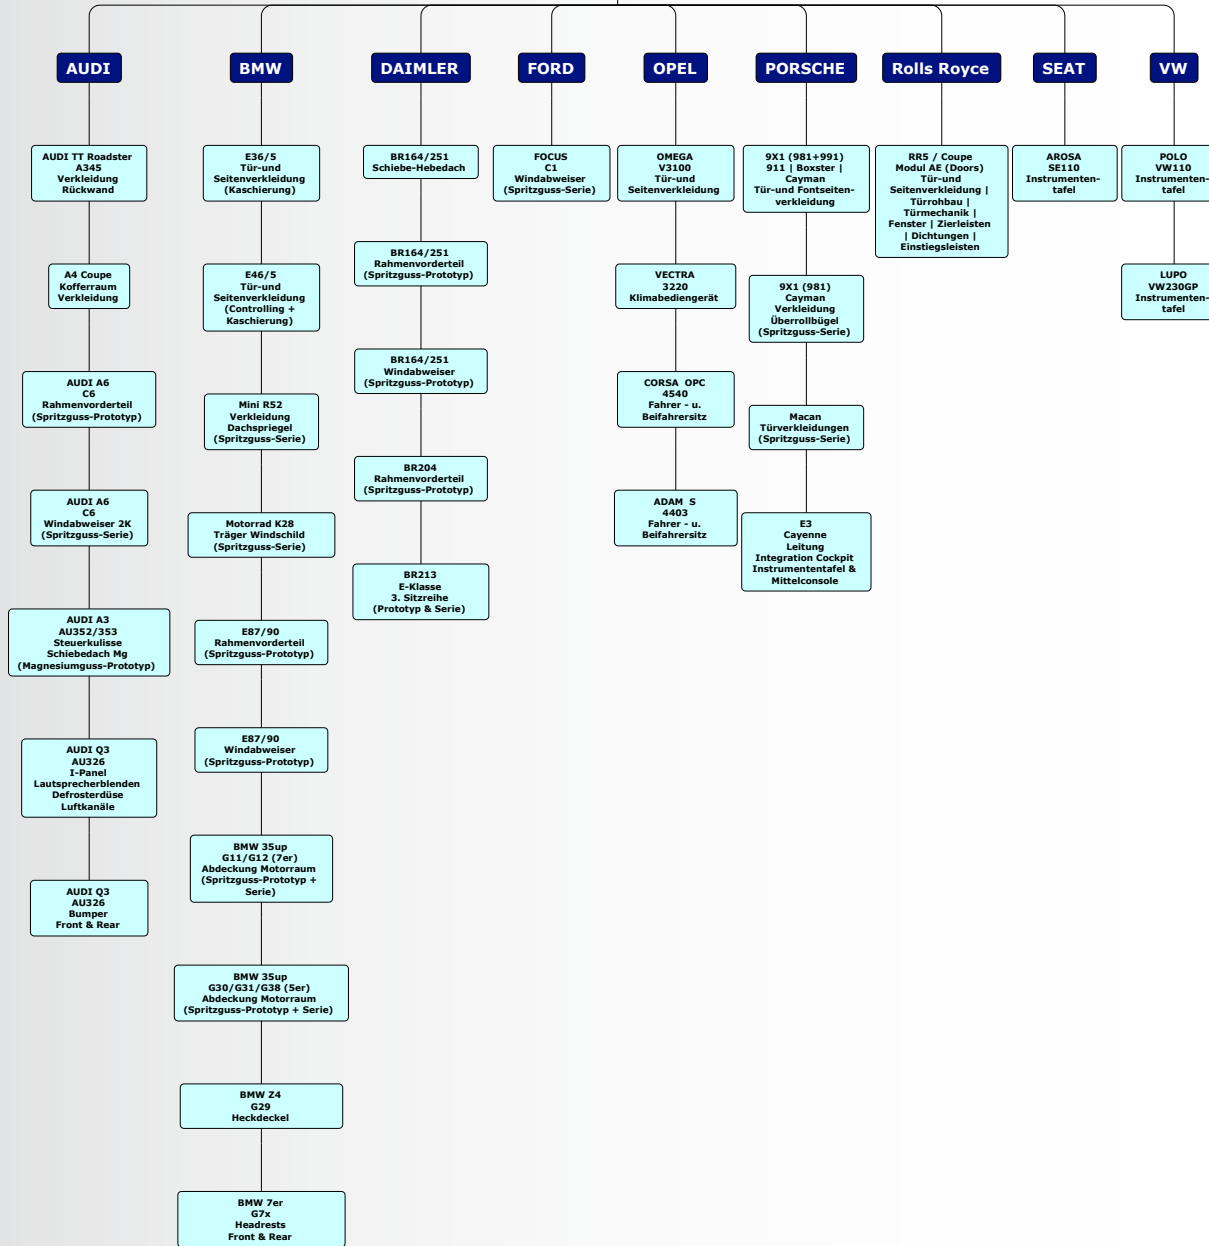 AUDI
BMW
DAIMLER
FORD
OPEL
PORSCHE
Rolls Royce
SEAT
VW
AUDI TT Roadster
A345
Verkleidung
Rückwand
A4 Coupe
Kofferraum
Verkleidung
AUDI A6
C6
Rahmenvorderteil
(Spritzguss-Prototyp)
AUDI A6
C6
Windabweiser 2K
(Spritzguss-Serie)
AUDI A3
AU352/353
Steuerkulisse
Schiebedach Mg
(Magnesiumguss-Prototyp)
AUDI Q3
AU326
I-Panel
Lautsprecherblenden
Defrosterdüse
Luftkanäle
AUDI Q3
AU326
Bumper
Front & Rear
E36/5
Tür-und
Seitenverkleidung
(Kaschierung)
E46/5
Tür-und
Seitenverkleidung
(Controlling +
Kaschierung)
Mini R52
Verkleidung
Dachspriegel
(Spritzguss-Serie)
Motorrad K28
Träger Windschild
(Spritzguss-Serie)
E87/90
Rahmenvorderteil
(Spritzguss-Prototyp)
E87/90
Windabweiser
(Spritzguss-Prototyp)
BMW 35up
G11/G12 (7er)
Abdeckung Motorraum
(Spritzguss-Prototyp +
Serie)
BMW 35up
G30/G31/G38 (5er)
Abdeckung Motorraum
(Spritzguss-Prototyp + Serie)
BMW Z4
G29
Heckdeckel
BMW 7er
G7x
Headrests
Front & Rear
BR164/251
Schiebe-Hebedach
BR164/251
Rahmenvorderteil
(Spritzguss-Prototyp)
BR164/251
Windabweiser
(Spritzguss-Prototyp)
BR204
Rahmenvorderteil
(Spritzguss-Prototyp)
BR213
E-Klasse
3. Sitzreihe
(Prototyp & Serie)
FOCUS
C1
Windabweiser
(Spritzguss-Serie)
OMEGA
V3100
Tür-und
Seitenverkleidung
VECTRA
3220
Klimabediengerät
CORSA OPC
4540
Fahrer - u.
Beifahrersitz
ADAM S
4403
Fahrer - u.
Beifahrersitz
9X1 (981+991)
911 | Boxster |
Cayman
Tür-und Fontseiten-
verkleidung
9X1 (981)
Cayman
Verkleidung
Überrollbügel
(Spritzguss-Serie)
Macan
Türverkleidungen
(Spritzguss-Serie)
E3
Cayenne
Leitung
Integration Cockpit
Instrumententafel &
Mittelconsole
RR5 / Coupe
Modul AE (Doors)
Tür-und
Seitenverkleidung |
Türrohbau |
Türmechanik |
Fenster | Zierleisten
| Dichtungen |
Einstiegsleisten
AROSA
SE110
Instrumenten-
tafel
POLO
VW110
Instrumenten-
tafel
LUPO
VW230GP
Instrumenten-
tafel